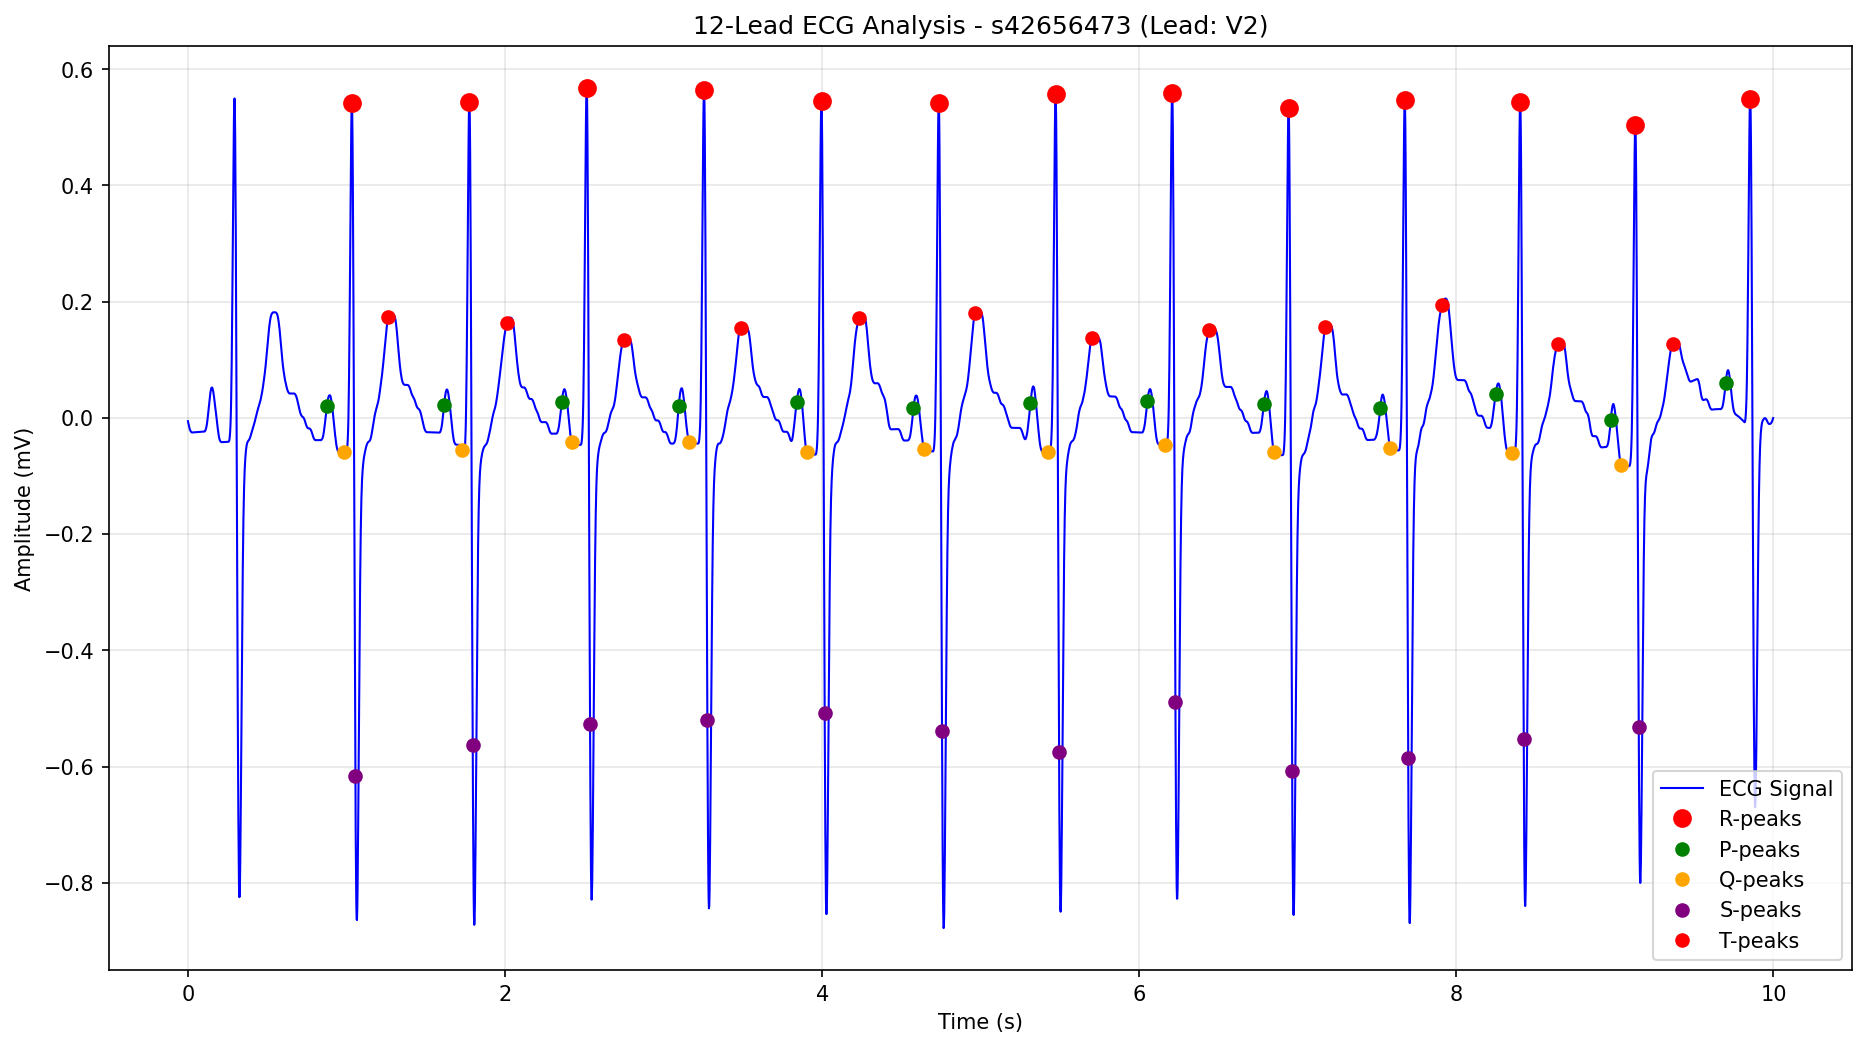 12-Lead ECG Analysis - s42656473 (Lead: V2)
Amplitude (mV)
0.6
0.4
0.2
0.0
−0.2
−0.4
−0.6
−0.8
0 2 4 6 8 10
Time (s)
ECG Signal
R-peaks
P-peaks
Q-peaks
S-peaks
T-peaks